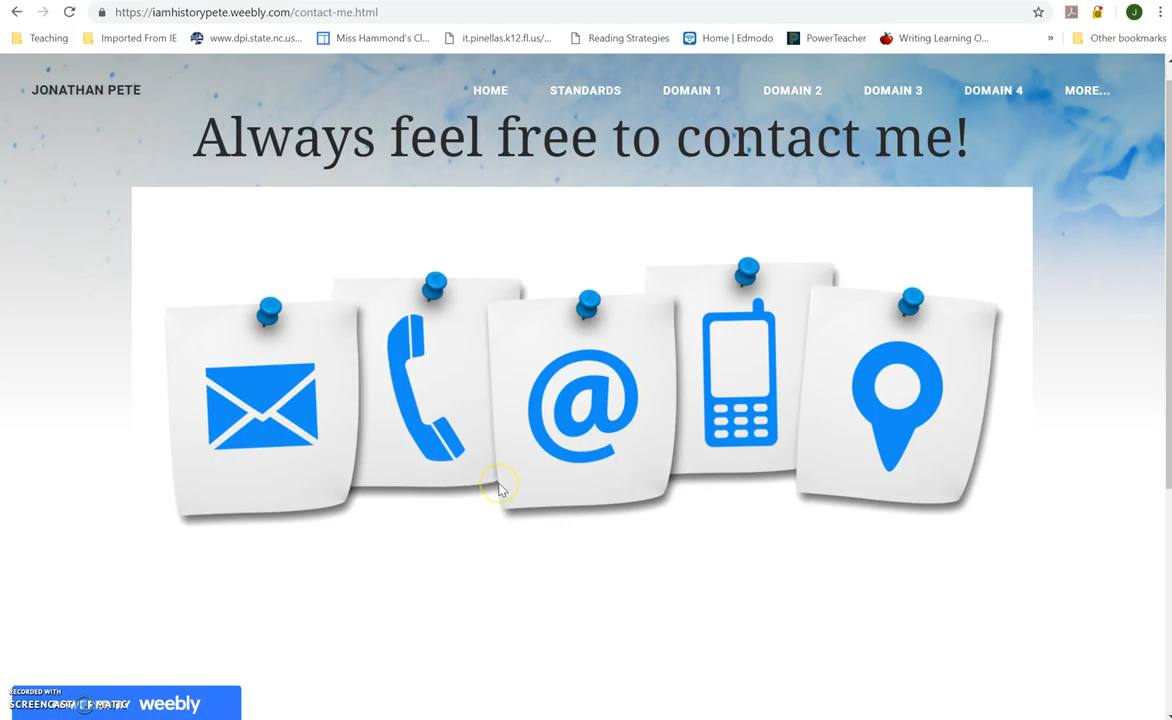 https://iamhistorypete.weebly.com/contact-me.html
J
Teaching
Imported From IE
www.dpi.state.nc.us...
Miss Hammond's Cl...
it.pinellas.k12.fl.us/...
Reading Strategies
Home | Edmodo
PowerTeacher
Writing Learning O...
»
Other bookmarks
JONATHAN PETE
HOME
STANDARDS
DOMAIN 1
DOMAIN 2
DOMAIN 3
DOMAIN 4
MORE...
Always feel free to contact me!
@
RECORDED WITH
SCREENCAST-O-MATIC
weebly